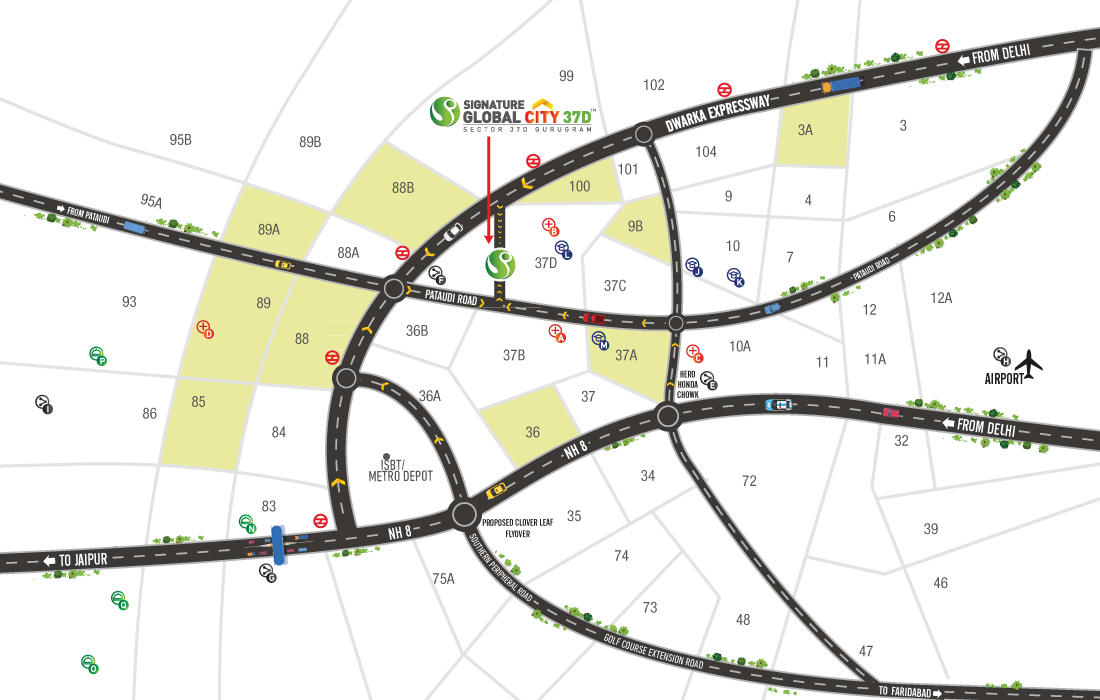 99
102
FROM DELHI
SIGNATURE
GLOBAL CITY 37D™
SECTOR 37D GURUGRAM
DWARKA EXPRESSWAY
3A
3
95B
89B
104
101
88B
100
9
4
95A
FROM PATAUDI
89A
9B
6
88A
B
L
10
7
PATAUDI ROAD
37D
J
K
F
37C
93
89
PATAUDI ROAD
12A
12
D
88
36B
A
M
37B
37A
C
10A
11
11A
H
AIRPORT
P
HERO
HONDA
CHOWK
E
I
86
85
36A
37
84
36
FROM DELHI
32
ISBT/
METRO DEPOT
NH 8
34
72
83
N
35
PROPOSED CLOVER LEAF
FLYOVER
NH 8
39
TO JAIPUR
G
SOUTHERN PERIPHERAL ROAD
74
75A
46
O
73
48
GOLF COURSE EXTENSION ROAD
47
Q
TO FARIDABAD